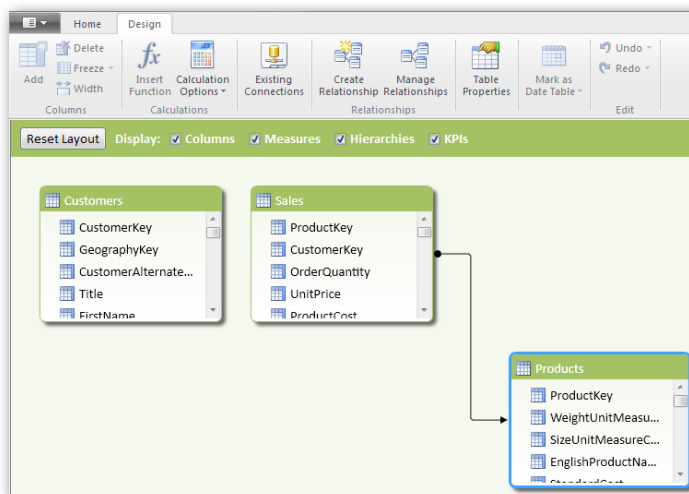 Home Design
Delete
Freeze
Width
Add
Columns
Insert Function
Calculation Options
Calculations
Existing Connections
Create Relationship
Manage Relationships
Relationships
Table Properties
Mark as Date Table
Undo
Redo
Edit
Reset Layout Display: Columns Measures Hierarchies KPIs
Customers
CustomerKey
GeographyKey
CustomerAlternate...
Title
FirstName
Sales
ProductKey
CustomerKey
OrderQuantity
UnitPrice
ProductCost
Products
ProductKey
WeightUnitMeasu...
SizeUnitMeasureC...
EnglishProductNa...
StandardCost